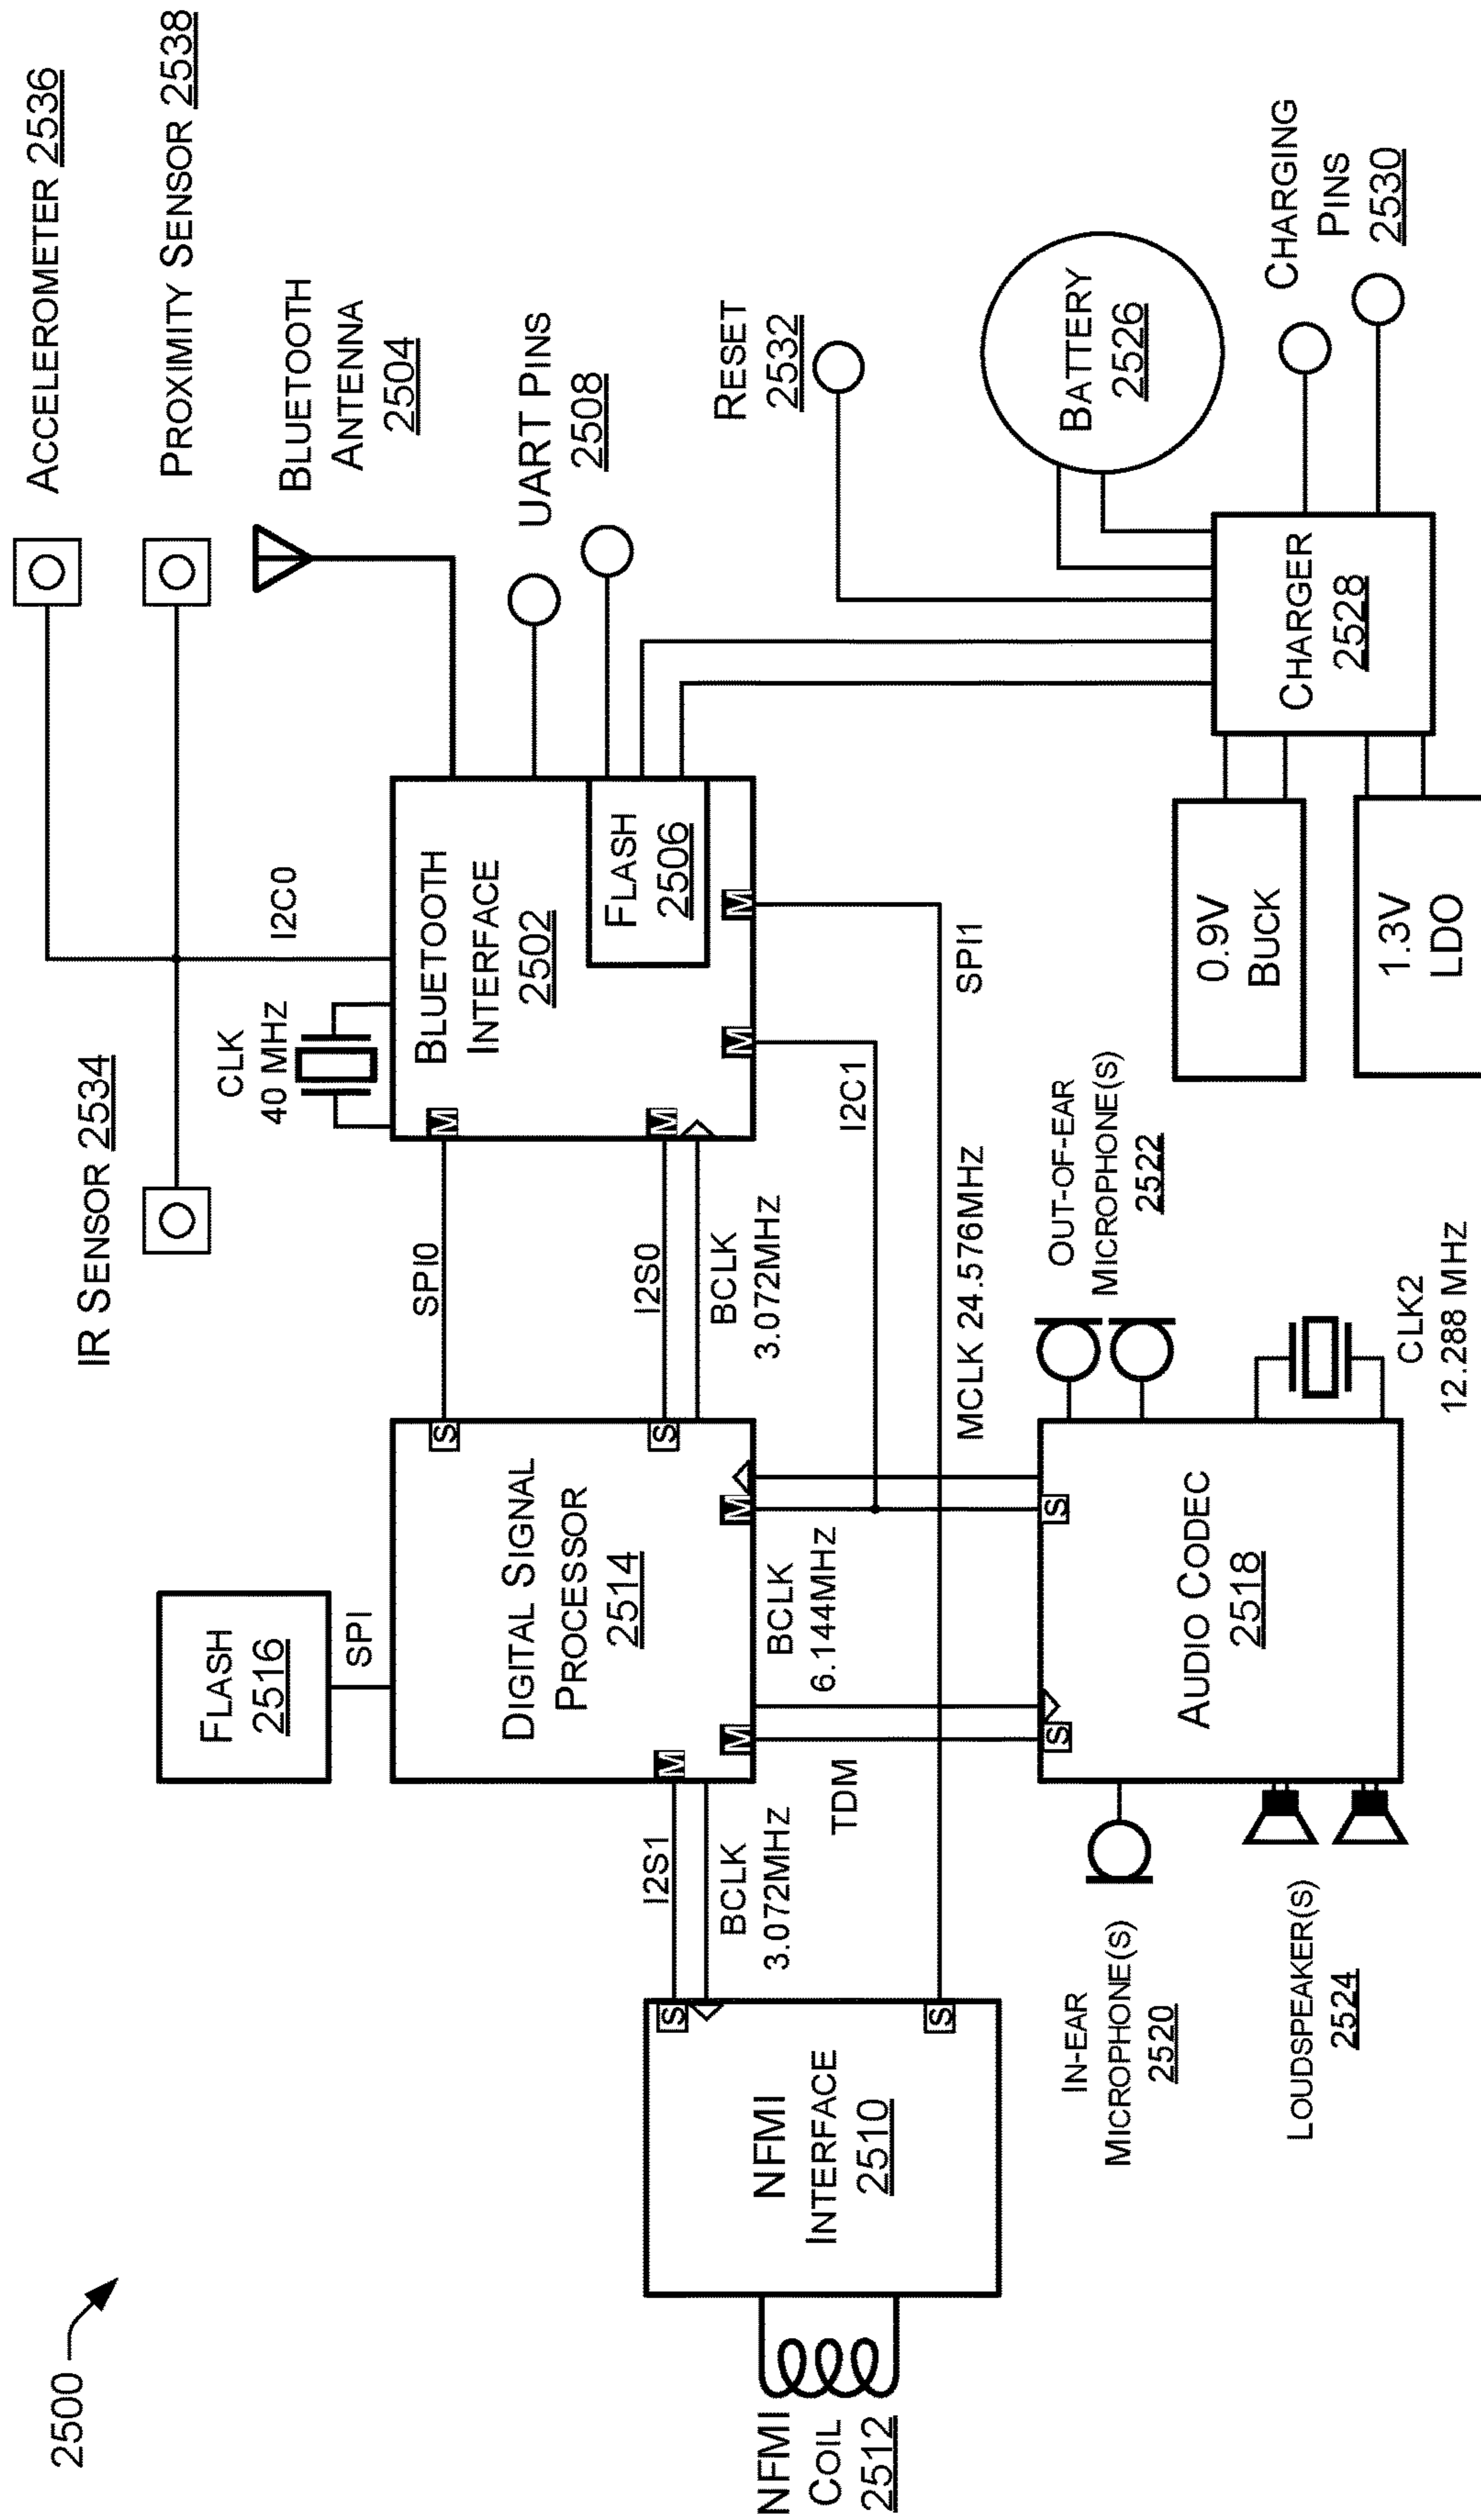 2500
IR SENSOR 2534
ACCELEROMETER 2536
PROXIMITY SENSOR 2538
FLASH
2516
SPI
CLK
40 MHZ
I2C0
BLUETOOTH
ANTENNA
2504
SPI0
I2S0
BCLK
3.072MHZ
M
S
M
S
DIGITAL SIGNAL
PROCESSOR
2514
BLUETOOTH
INTERFACE
2502
FLASH
2506
UART PINS
2508
I2S1
BCLK
3.072MHZ
M
S
M
M
M
M
NFMI
INTERFACE
2510
S
NFMI
COIL
2512
TDM
BCLK
6.144MHZ
I2C1
SPI1
MCLK 24.576MHZ
RESET
2532
BATTERY
2526
S
S
IN-EAR
MICROPHONE(S)
2520
AUDIO CODEC
2518
OUT-OF-EAR
MICROPHONE(S)
2522
LOUDSPEAKER(S)
2524
CLK2
12.288 MHZ
0.9V
BUCK
1.3V
LDO
CHARGER
2528
CHARGING
PINS
2530